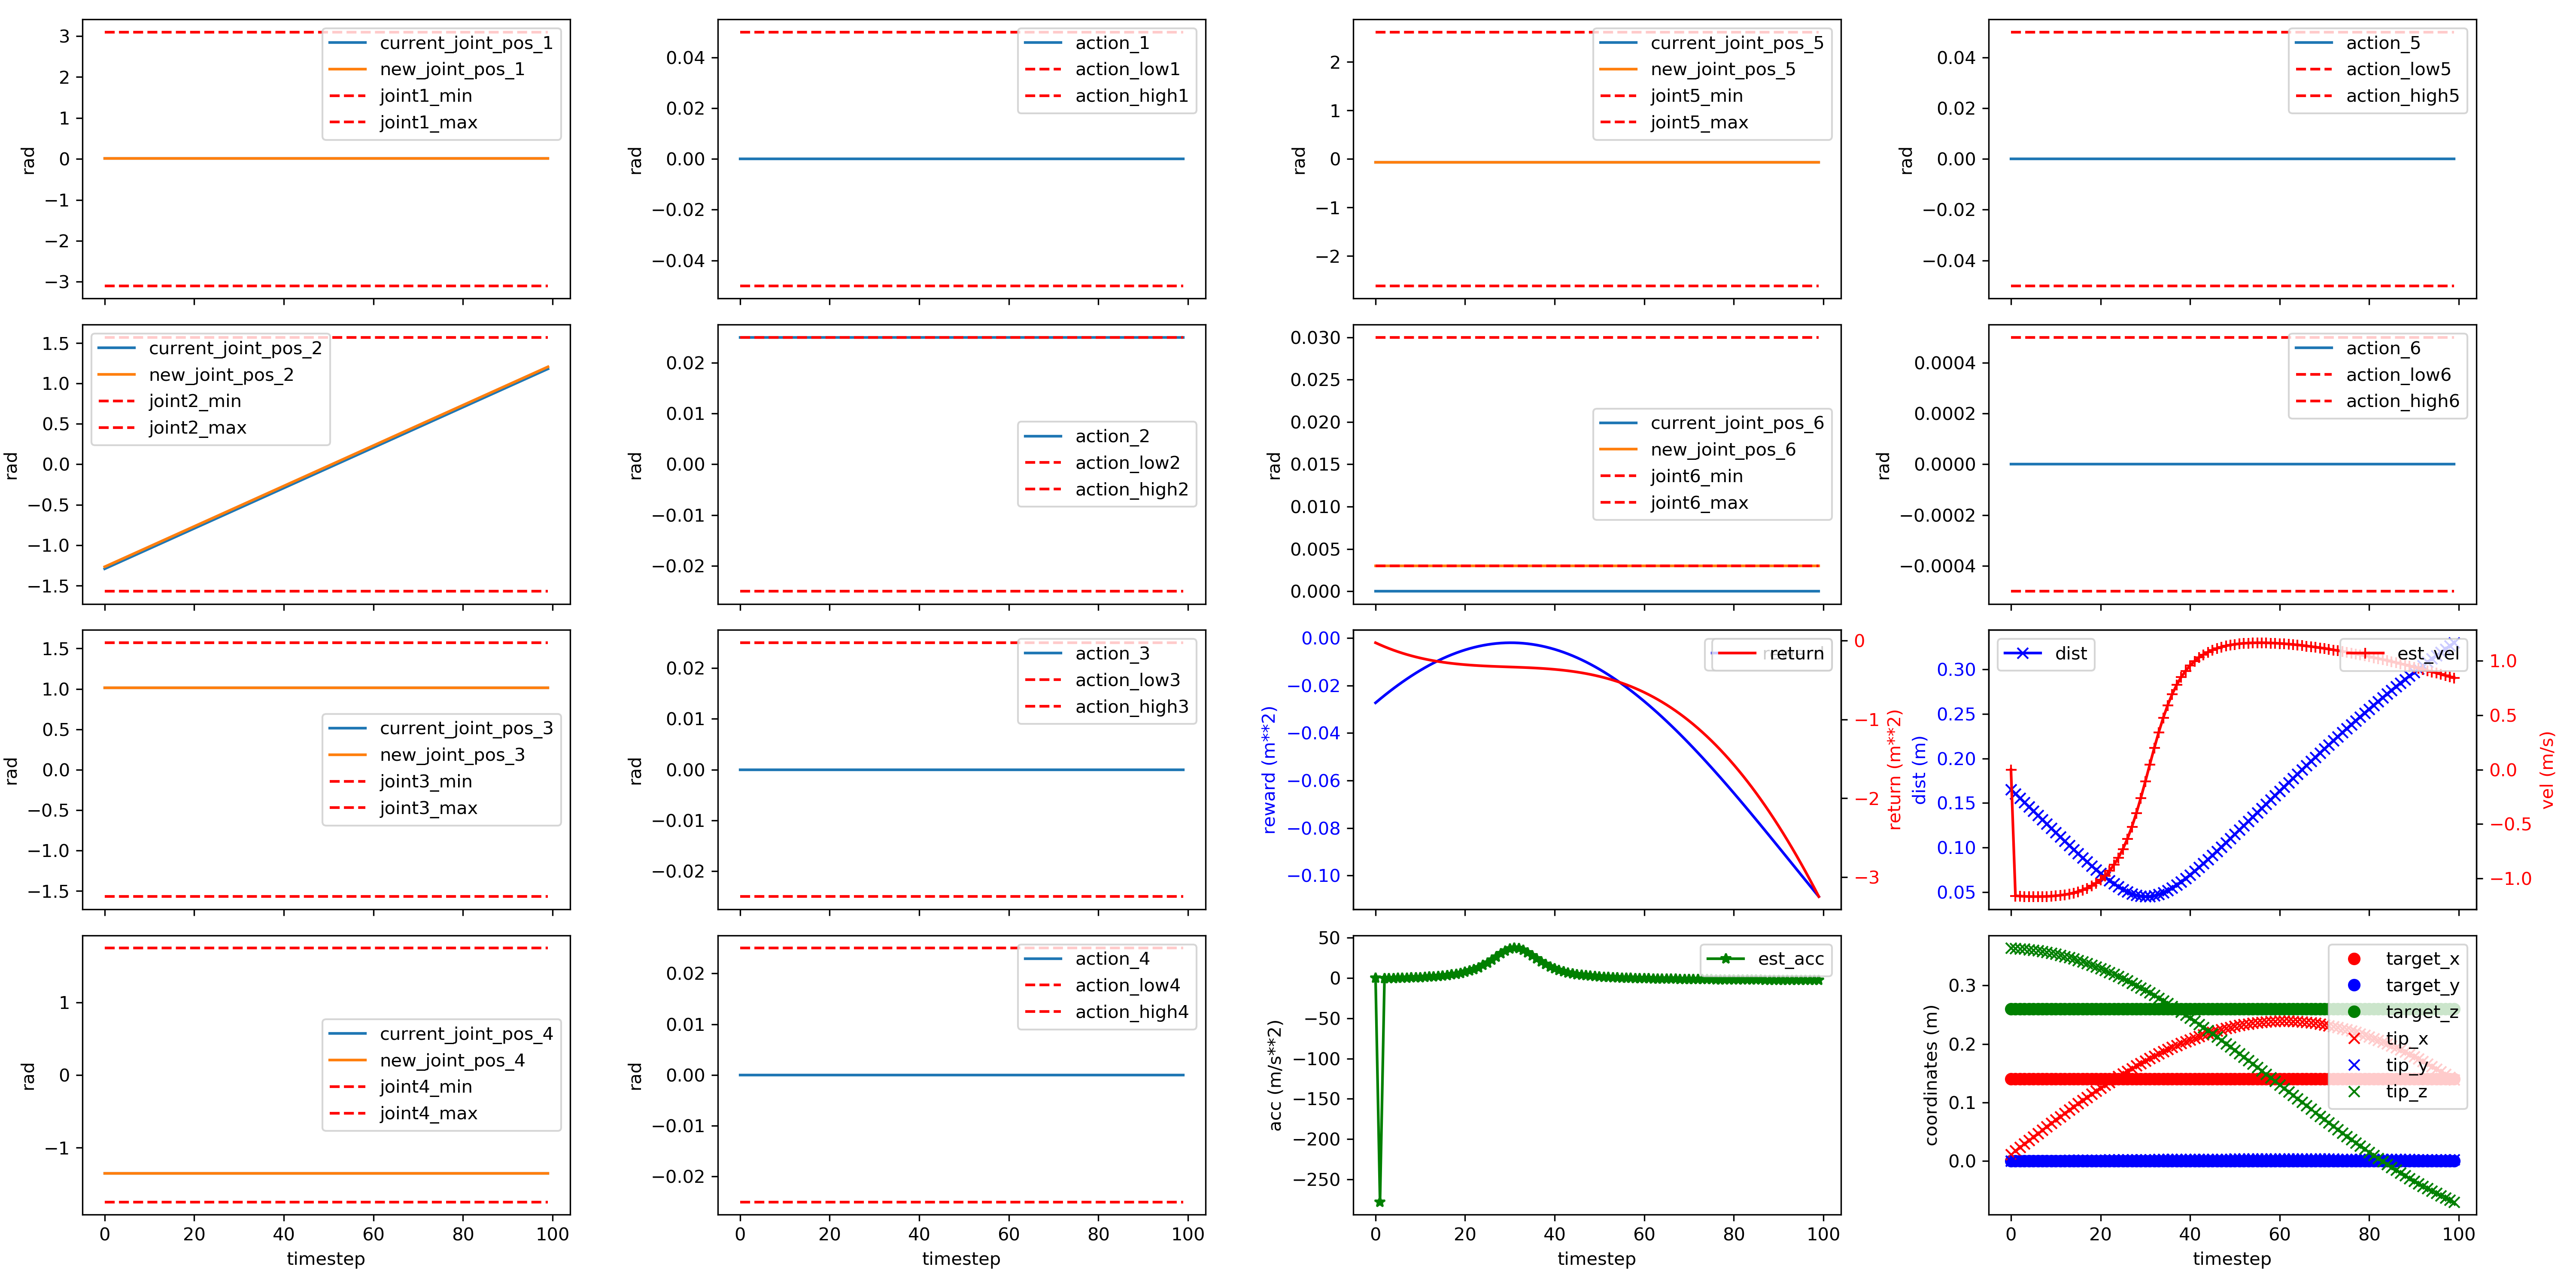 3
2
1
0
−1
−2
−3
rad
current_joint_pos_1
new_joint_pos_1
joint1_min
joint1_max
0.04
0.02
0.00
−0.02
−0.04
rad
action_1
action_low1
action_high1
2
1
0
−1
−2
rad
current_joint_pos_5
new_joint_pos_5
joint5_min
joint5_max
0.04
0.02
0.00
−0.02
−0.04
rad
action_5
action_low5
action_high5
1.5
1.0
0.5
0.0
−0.5
−1.0
−1.5
rad
current_joint_pos_2
new_joint_pos_2
joint2_min
joint2_max
0.02
0.01
0.00
−0.01
−0.02
rad
action_2
action_low2
action_high2
0.030
0.025
0.020
0.015
0.010
0.005
0.000
rad
current_joint_pos_6
new_joint_pos_6
joint6_min
joint6_max
0.0004
0.0002
0.0000
−0.0002
−0.0004
rad
action_6
action_low6
action_high6
1.5
1.0
0.5
0.0
−0.5
−1.0
−1.5
rad
current_joint_pos_3
new_joint_pos_3
joint3_min
joint3_max
0.02
0.01
0.00
−0.01
−0.02
rad
action_3
action_low3
action_high3
0.00
−0.02
−0.04
−0.06
−0.08
−0.10
reward (m**2)
return
0
−1
−2
−3
return (m**2)
0.30
0.25
0.20
0.15
0.10
0.05
dist (m)
dist
est_vel
1.0
0.5
0.0
−0.5
−1.0
vel (m/s)
1
0
−1
rad
current_joint_pos_4
new_joint_pos_4
joint4_min
joint4_max
0 20 40 60 80 100
timestep
0.02
0.01
0.00
−0.01
−0.02
rad
action_4
action_low4
action_high4
0 20 40 60 80 100
timestep
50
0
−50
−100
−150
−200
−250
acc (m/s**2)
est_acc
0 20 40 60 80 100
timestep
0.3
0.2
0.1
0.0
coordinates (m)
target_x
target_y
target_z
tip_x
tip_y
tip_z
0 20 40 60 80 100
timestep